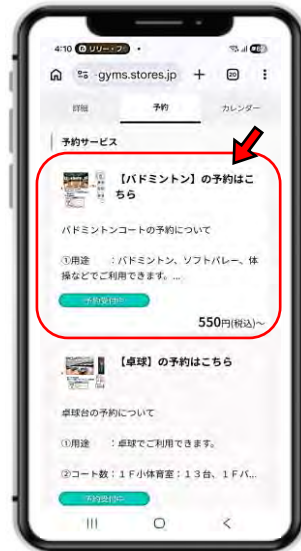 4:10
-gyms.stores.jp
20
詳細 予約 カレンダー
予約サービス
【バドミントン】の予約はこ
ちら
バドミントンコートの予約について
①用途 :バドミントン、ソフトバレー、体
操などでご利用できます。...
予約受付中
550円(税込)~
【卓球】の予約はこちら
卓球台の予約について
①用途 :卓球でご利用できます。
②コート数:1F小体育室:13台、1Fバ...
予約受付中